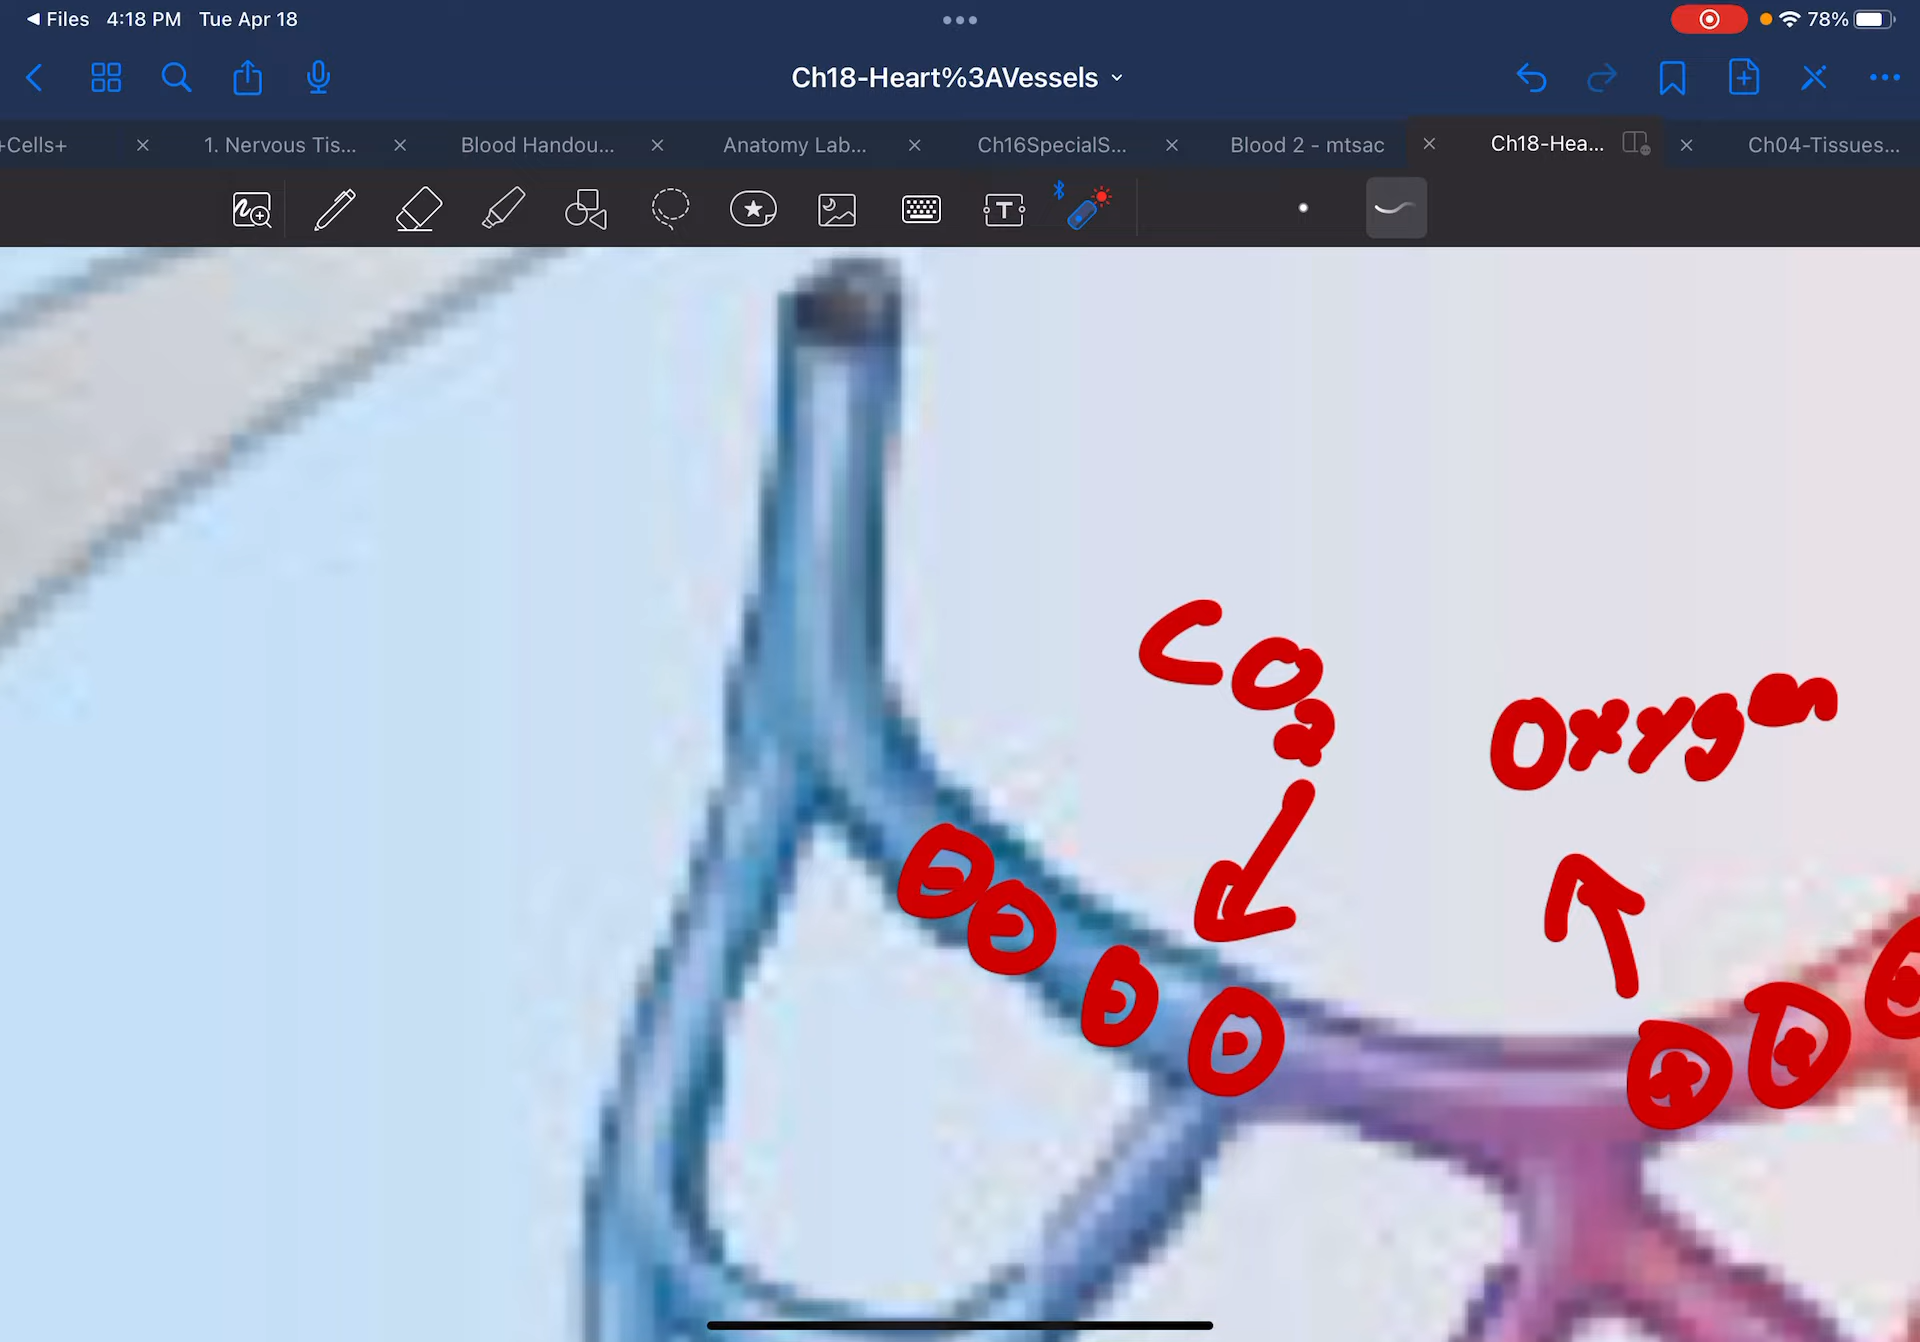 Files 4:18 PM Tue Apr 18
78%
Ch18-Heart%3AVessels
+Cells+
1. Nervous Tis...
Blood Handou...
Anatomy Lab...
Ch16SpecialS...
Blood 2 - mtsac
Ch18-Hea...
Ch04-Tissues...
T
CO2
Oxygen